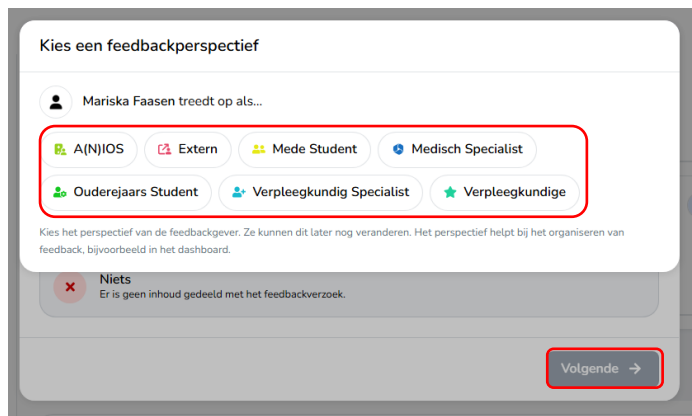 Kies een feedbackperspectief
Mariska Faasen treedt op als...
A(N)IOS Extern Mede Student Medisch Specialist
Ouderejaars Student Verpleegkundig Specialist Verpleegkundige
Kies het perspectief van de feedbackgever. Ze kunnen dit later nog veranderen. Het perspectief helpt bij het organiseren van
feedback, bijvoorbeeld in het dashboard.
Niets
Er is geen inhoud gedeeld met het feedbackverzoek.
Volgende